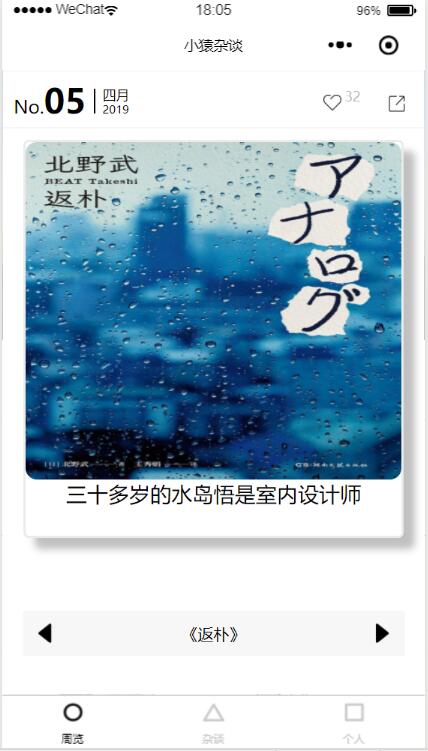 WeChat
18:05
96%
小猿杂谈
No.05
四月
2019
32
北野武
BEAT Takeshi
返朴
アナログ
三十多岁的水岛悟是室内设计师
《返朴》
周览
杂谈
个人